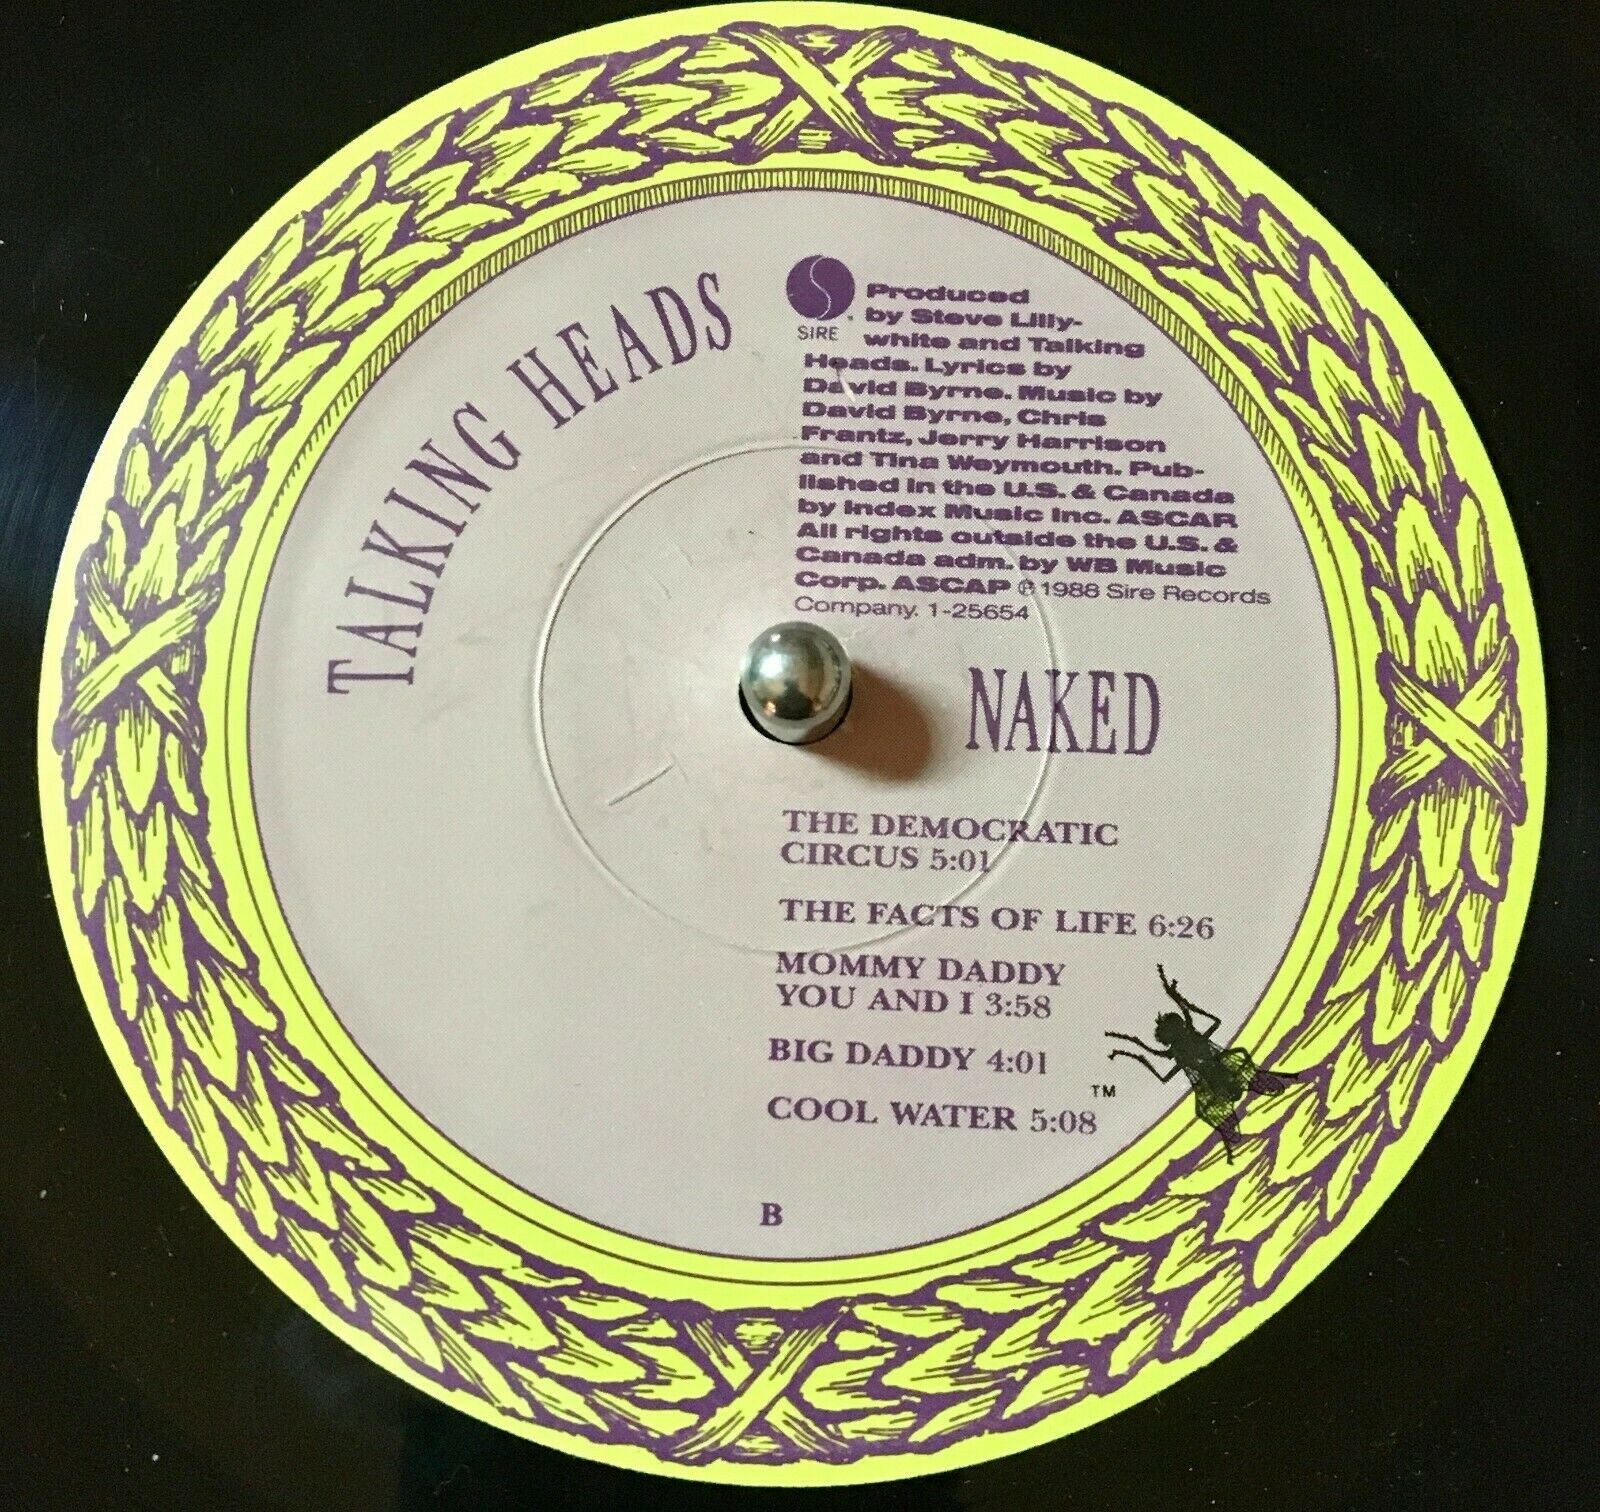 TALKING HEADS
SIRE
Produced
by Steve Lilly-
white and Talking
Heads. Lyrics by
David Byrne. Music by
David Byrne, Chris
Frantz, Jerry Harrison
and Tina Weymouth. Pub-
lished in the U.S. & Canada
by Index Music Inc. ASCAR
All rights outside the U.S. &
Canada adm. by WB Music
Corp. ASCAP ℗ 1988 Sire Records
Company. 1-25654
NAKED
THE DEMOCRATIC
CIRCUS 5:01
THE FACTS OF LIFE 6:26
MOMMY DADDY
YOU AND I 3:58
BIG DADDY 4:01
COOL WATER 5:08
TM
B